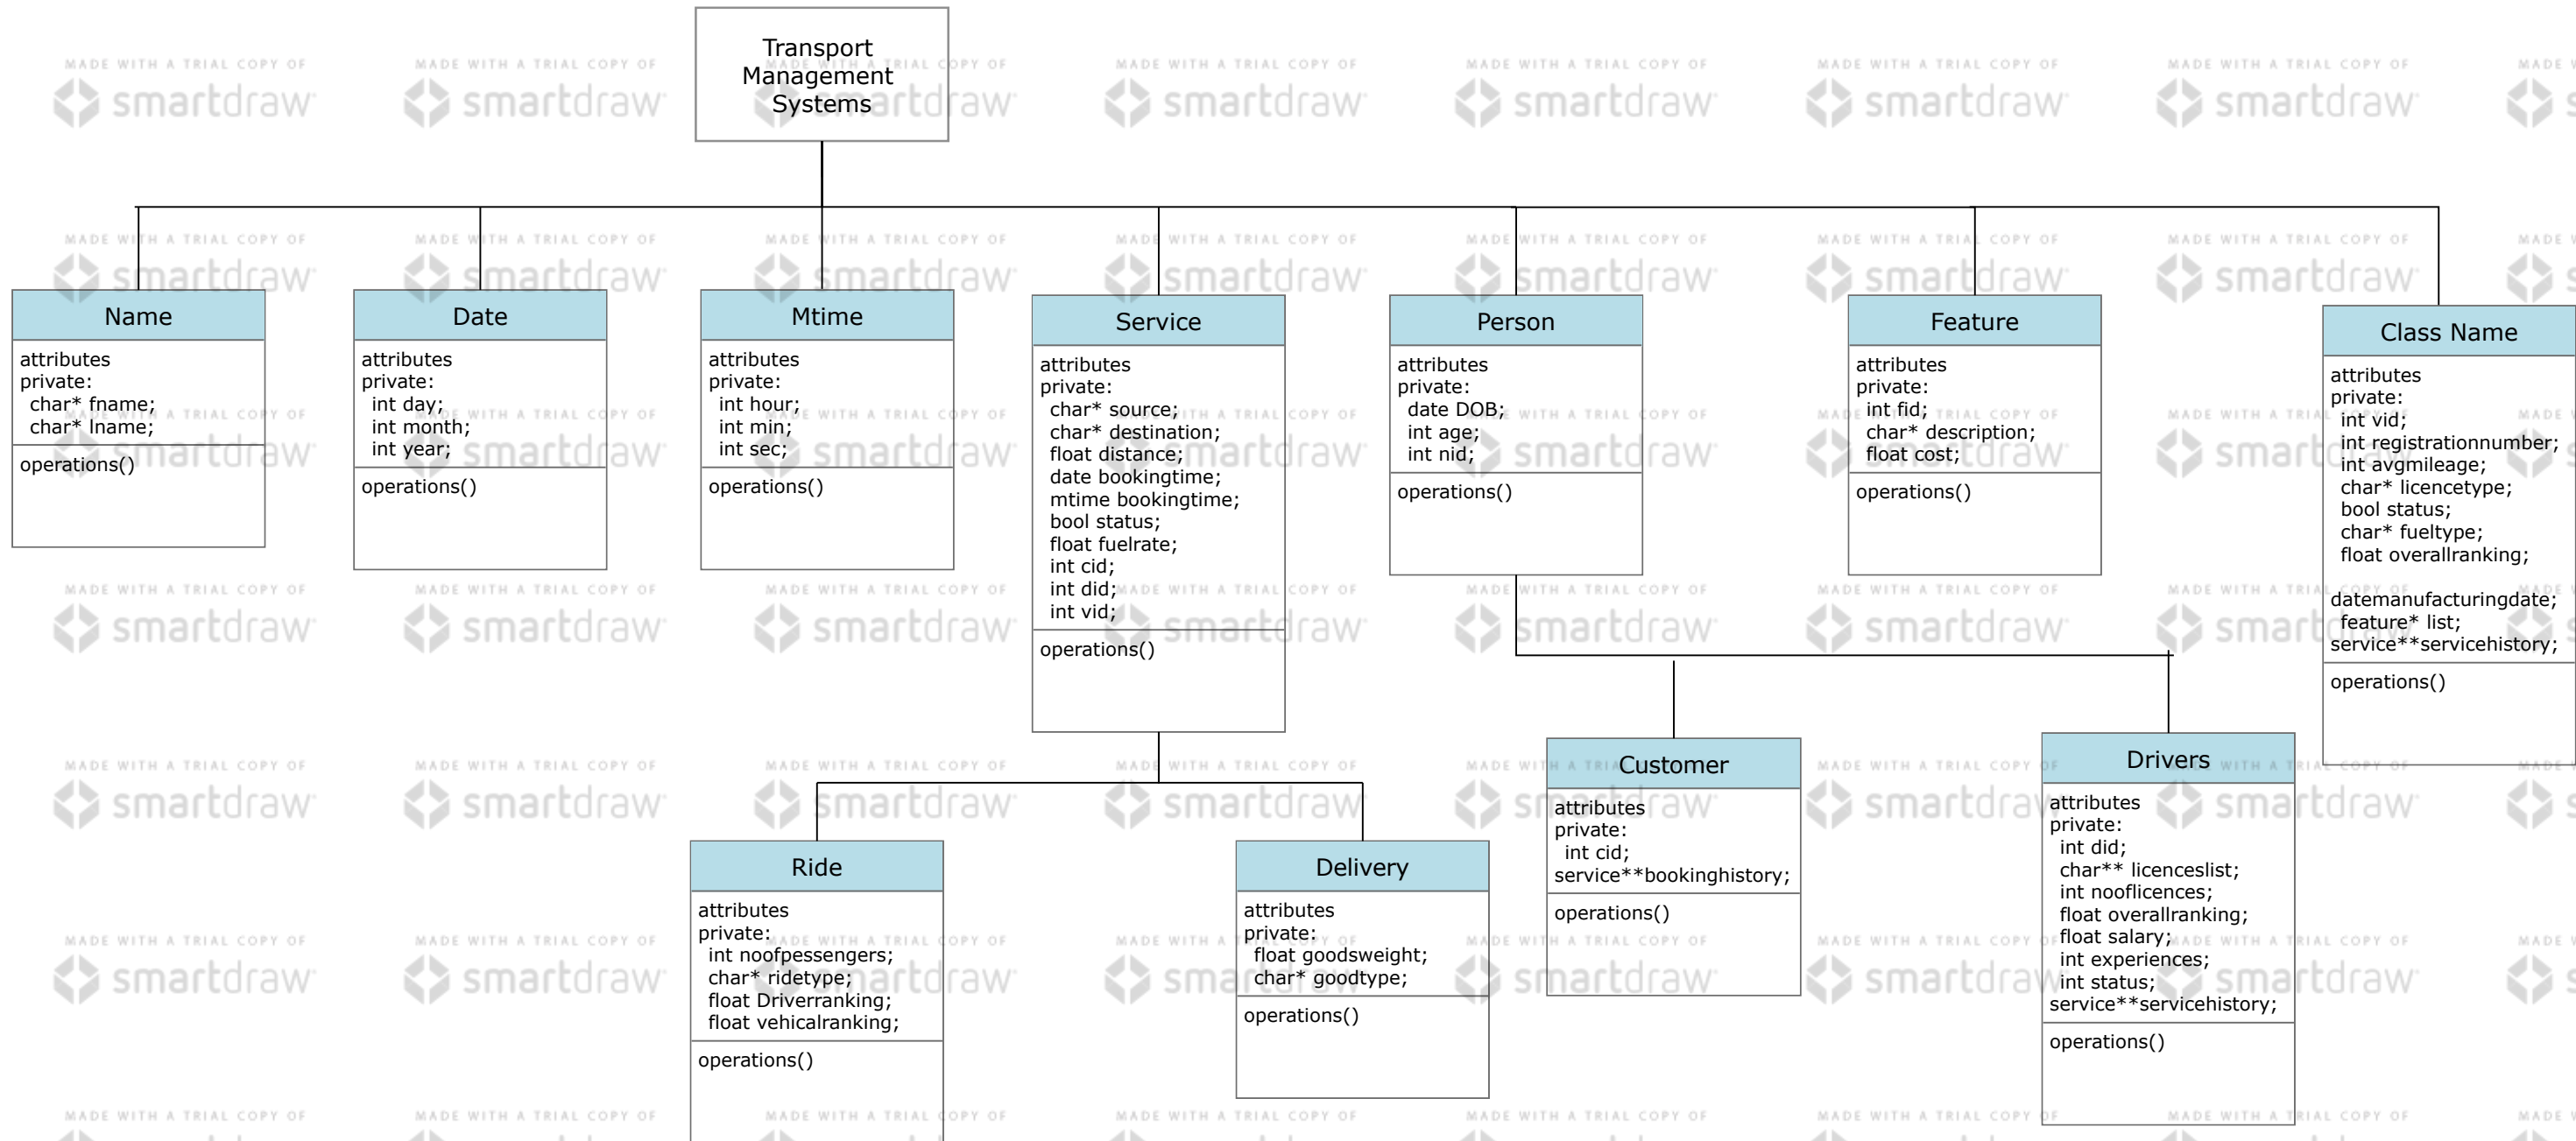 Transport
Management
Systems
Name
attributes
private:
char* fname;
char* lname;
operations()
Date
attributes
private:
int day;
int month;
int year;
operations()
Mtime
attributes
private:
int hour;
int min;
int sec;
operations()
Service
attributes
private:
char* source;
char* destination;
float distance;
date bookingtime;
mtime bookingtime;
bool status;
float fuelrate;
int cid;
int did;
int vid;
operations()
Person
attributes
private:
date DOB;
int age;
int nid;
operations()
Feature
attributes
private:
int fid;
char* description;
float cost;
operations()
Class Name
attributes
private:
int vid;
int registrationnumber;
int avgmileage;
char* licencetype;
bool status;
char* fueltype;
float overallranking;
datemanufacturingdate;
feature* list;
service**servicehistory;
operations()
Ride
attributes
private:
int noofpessengers;
char* ridetype;
float Driverranking;
float vehicalranking;
operations()
Delivery
attributes
private:
float goodsweight;
char* goodtype;
operations()
Customer
attributes
private:
int cid;
service**bookinghistory;
operations()
Drivers
attributes
private:
int did;
char** licenceslist;
int nooflicences;
float overallranking;
float salary;
int experiences;
int status;
service**servicehistory;
operations()
MADE WITH A TRIAL COPY OF
smartdraw